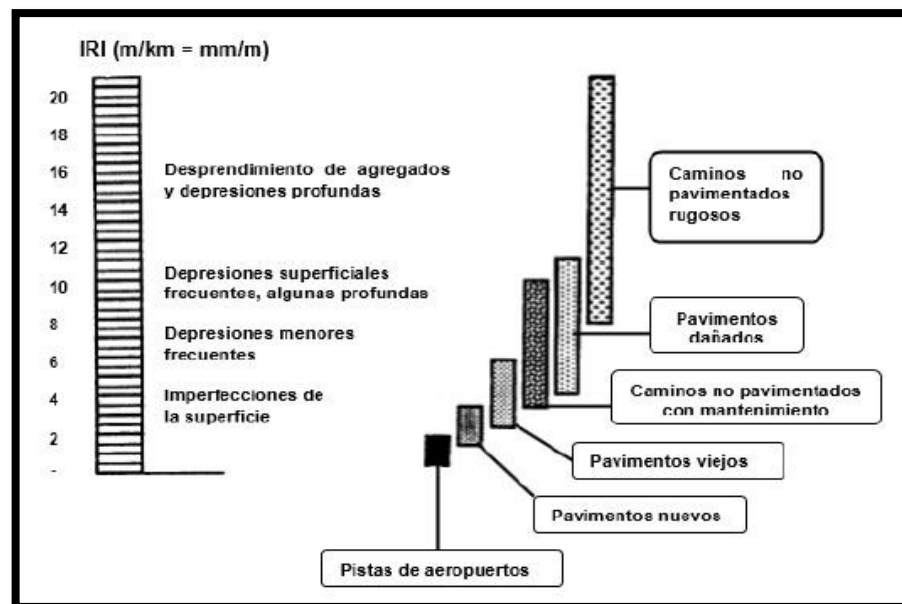 IRI (m/km = mm/m)
20
18
16
14
12
10
8
6
4
2
-
Desprendimiento de agregados
y depresiones profundas
Depresiones superficiales
frecuentes, algunas profundas
Depresiones menores
frecuentes
Imperfecciones de
la superficie
Caminos no
pavimentados
rugosos
Pavimentos
dañados
Caminos no pavimentados
con mantenimiento
Pavimentos viejos
Pavimentos nuevos
Pistas de aeropuertos